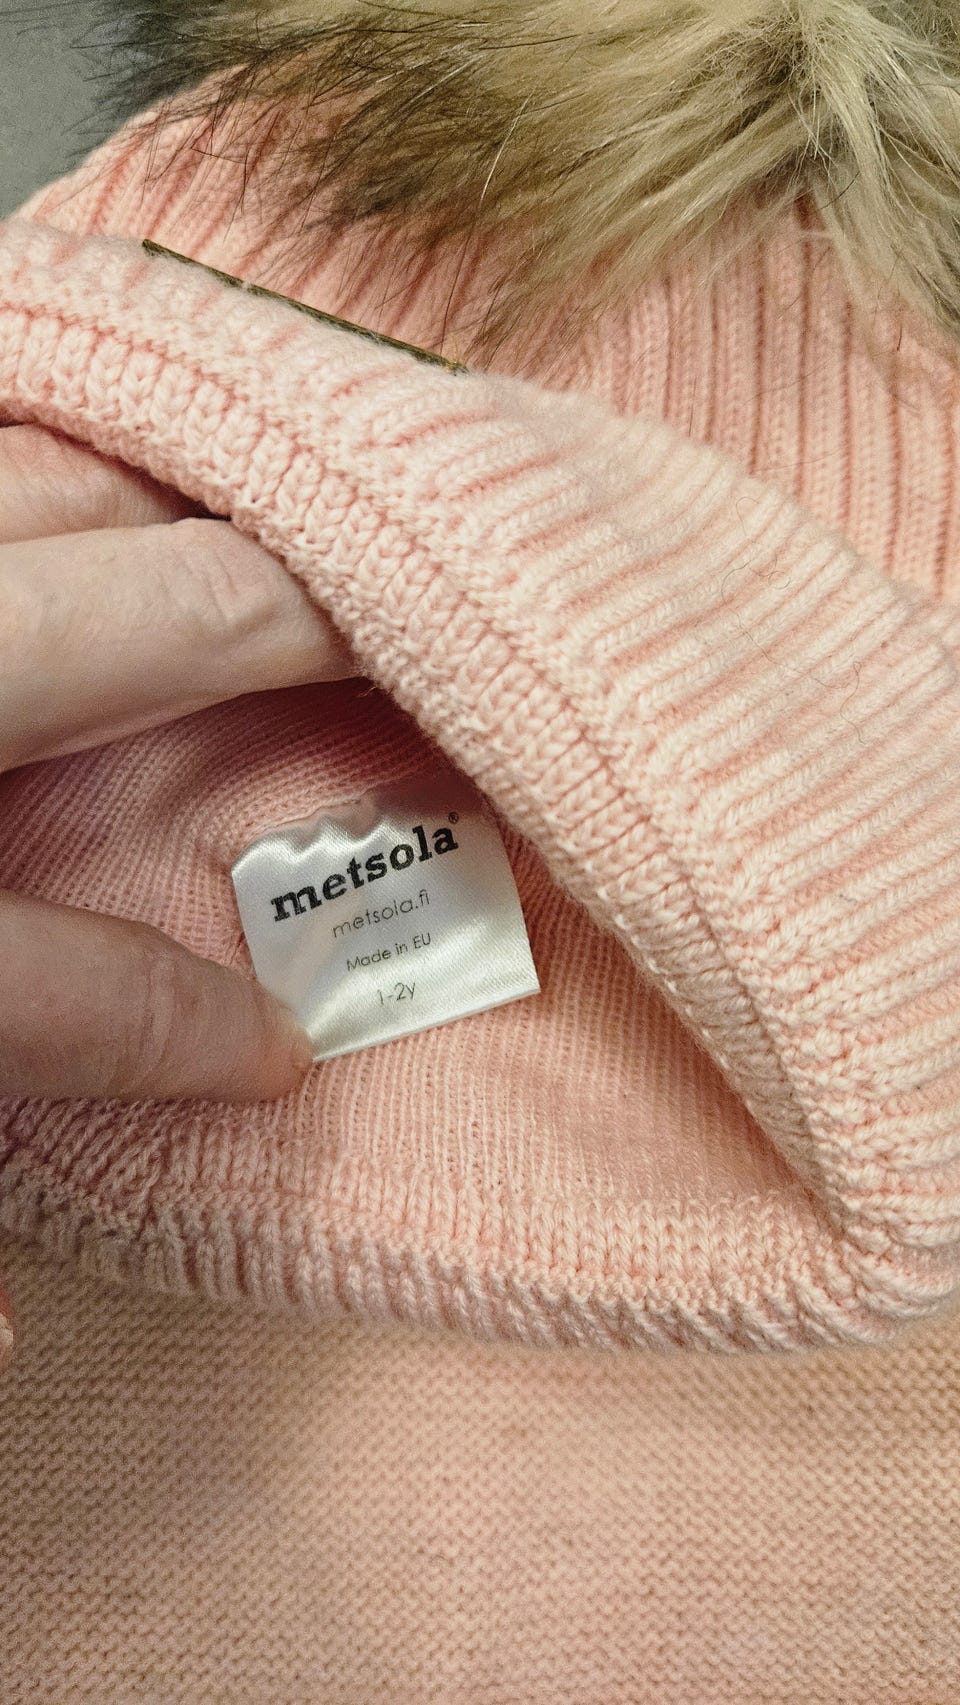 metsola®
metsola.fi
Made in EU
1-2y